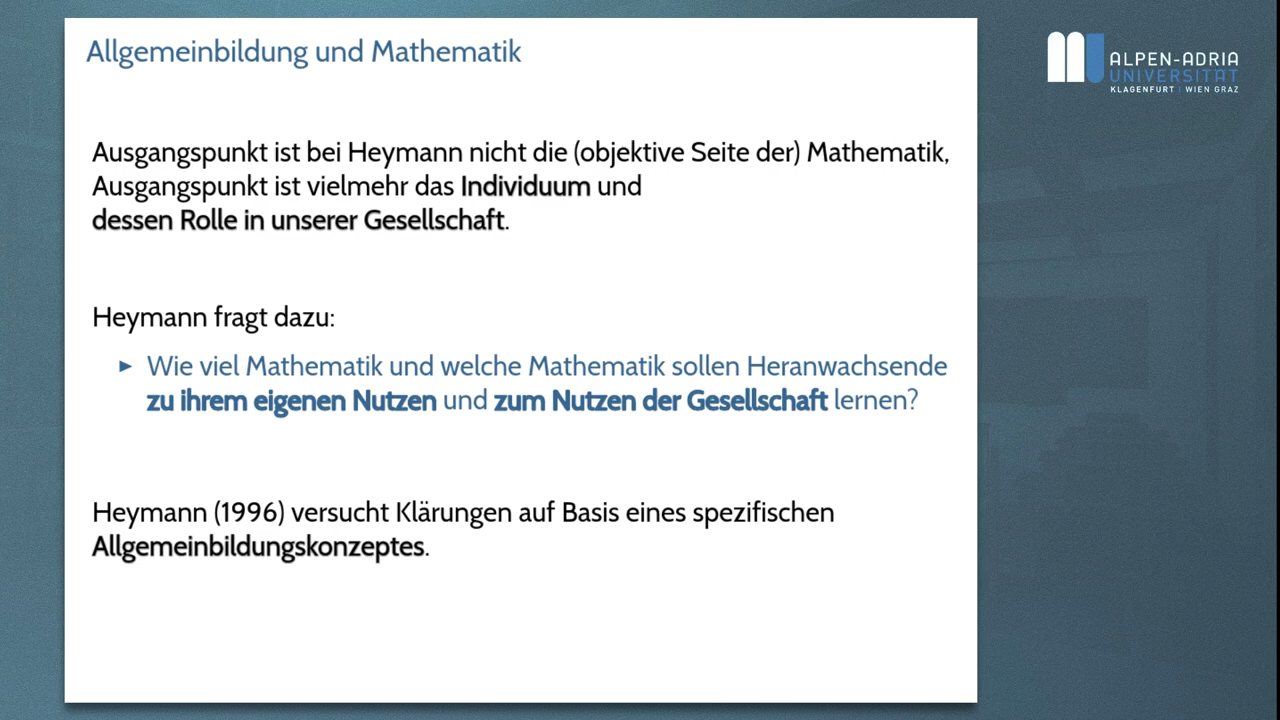 Allgemeinbildung und Mathematik
ALPEN-ADRIA
UNIVERSITÄT
KLAGENFURT | WIEN GRAZ
Ausgangspunkt ist bei Heymann nicht die (objektive Seite der) Mathematik,
Ausgangspunkt ist vielmehr das Individuum und
dessen Rolle in unserer Gesellschaft.
Heymann fragt dazu:
► Wie viel Mathematik und welche Mathematik sollen Heranwachsende
zu ihrem eigenen Nutzen und zum Nutzen der Gesellschaft lernen?
Heymann (1996) versucht Klärungen auf Basis eines spezifischen
Allgemeinbildungskonzeptes.